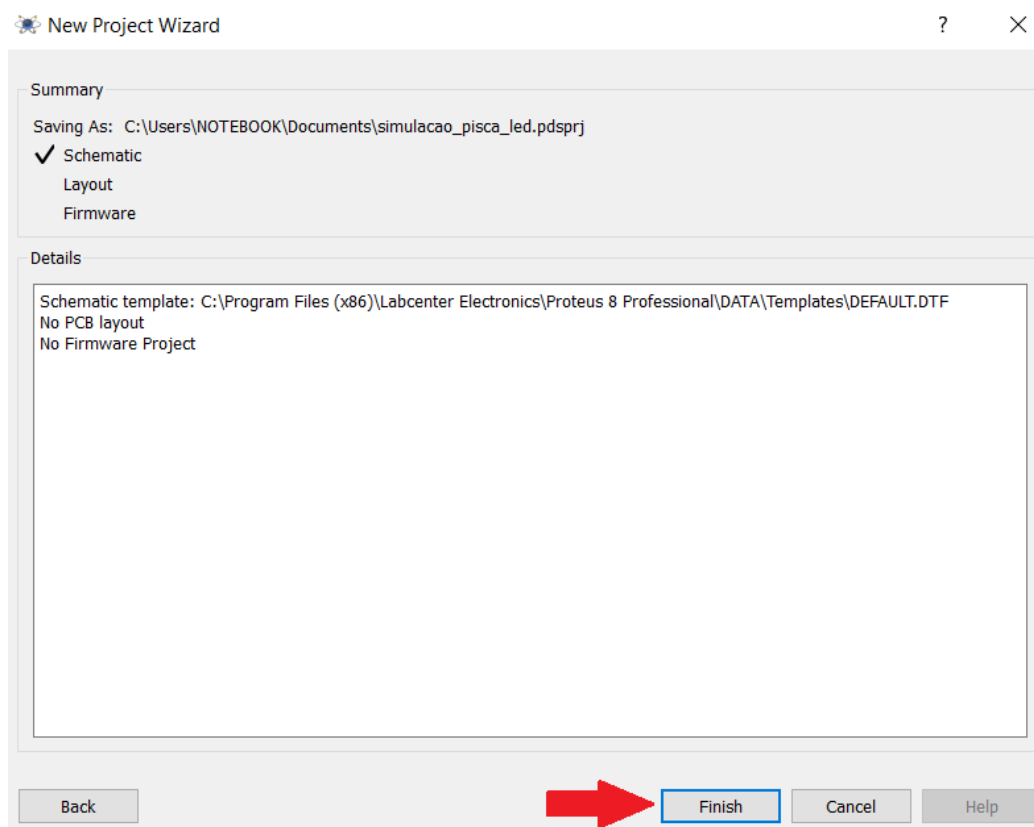 New Project Wizard ?
Summary
Saving As: C:\Users\NOTEBOOK\Documents\simulacao_pisca_led.pdsprj
Schematic
Layout
Firmware
Details
Schematic template: C:\Program Files (x86)\Labcenter Electronics\Proteus 8 Professional\DATA\Templates\DEFAULT.DTF
No PCB layout
No Firmware Project
Back Finish Cancel Help